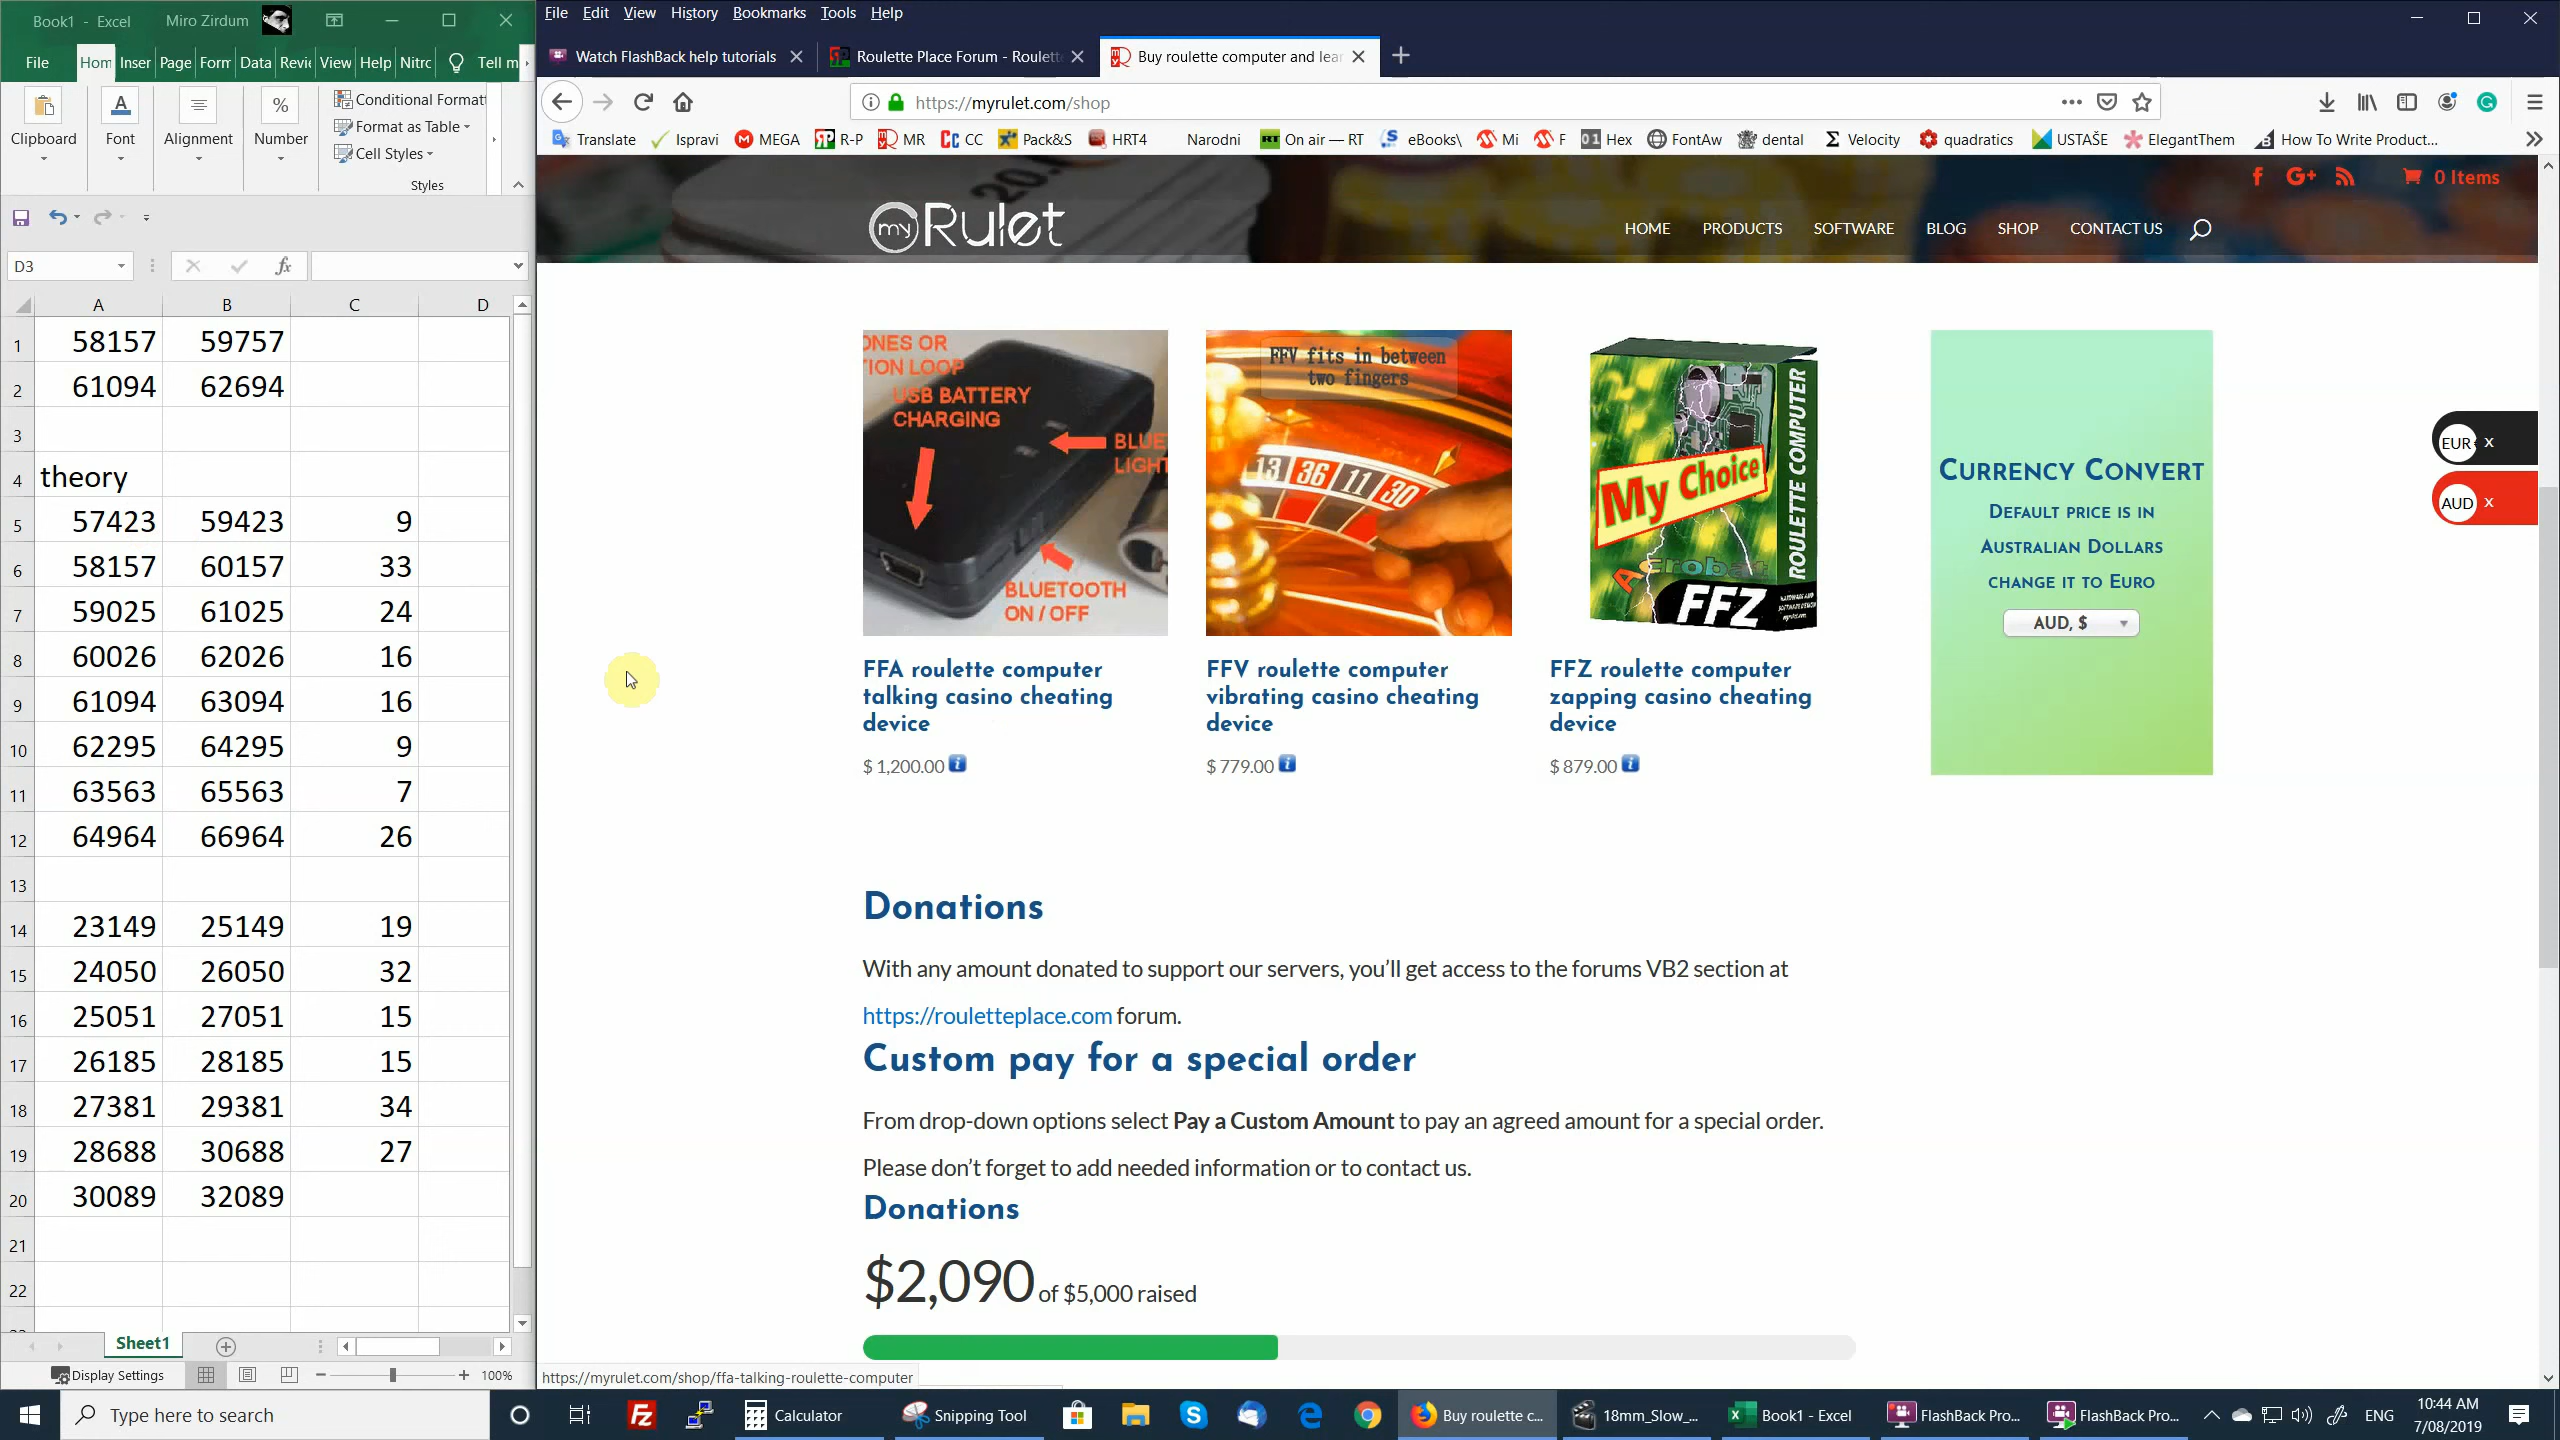 Book1 - Excel
Miro Zirdum
File Hom Inser Page Forn Data Revi View Help Nitrc Tell m
Clipboard Font Alignment Number
Conditional Format
Format as Table
Cell Styles
Styles
D3
A B C D
1 58157 59757
2 61094 62694
3
4 theory
5 57423 59423 9
6 58157 60157 33
7 59025 61025 24
8 60026 62026 16
9 61094 63094 16
10 62295 64295 9
11 63563 65563 7
12 64964 66964 26
13
14 23149 25149 19
15 24050 26050 32
16 25051 27051 15
17 26185 28185 15
18 27381 29381 34
19 28688 30688 27
20 30089 32089
21
22
Sheet1
Display Settings 100%
File Edit View History Bookmarks Tools Help
Watch FlashBack help tutorials
Roulette Place Forum - Roulett
Buy roulette computer and lear
https://myrulet.com/shop
Translate Ispravi MEGA R-P MR CC Pack&S HRT4 Narodni On air — RT eBooks\ Mi F Hex FontAw dental Velocity quadratics USTAŠE ElegantThem How To Write Product...
0 Items
my Rulet
HOME PRODUCTS SOFTWARE BLOG SHOP CONTACT US
ONES OR
TION LOOP
USB BATTERY
CHARGING
BLUE
LIGHT
BLUETOOTH
ON / OFF
FFV fits in between
two fingers
13 36 11 30
My Choice
Acrobat
FFZ
ROULETTE COMPUTER
FFA roulette computer
talking casino cheating
device
$ 1,200.00
FFV roulette computer
vibrating casino cheating
device
$ 779.00
FFZ roulette computer
zapping casino cheating
device
$ 879.00
Currency Convert
Default price is in
Australian Dollars
change it to Euro
AUD, $
EUR x
AUD x
Donations
With any amount donated to support our servers, you’ll get access to the forums VB2 section at
https://rouletteplace.com forum.
Custom pay for a special order
From drop-down options select Pay a Custom Amount to pay an agreed amount for a special order.
Please don’t forget to add needed information or to contact us.
Donations
$2,090 of $5,000 raised
https://myrulet.com/shop/ffa-talking-roulette-computer
Type here to search
Calculator
Snipping Tool
Buy roulette c...
18mm_Slow_...
Book1 - Excel
FlashBack Pro...
FlashBack Pro...
ENG
10:44 AM
7/08/2019